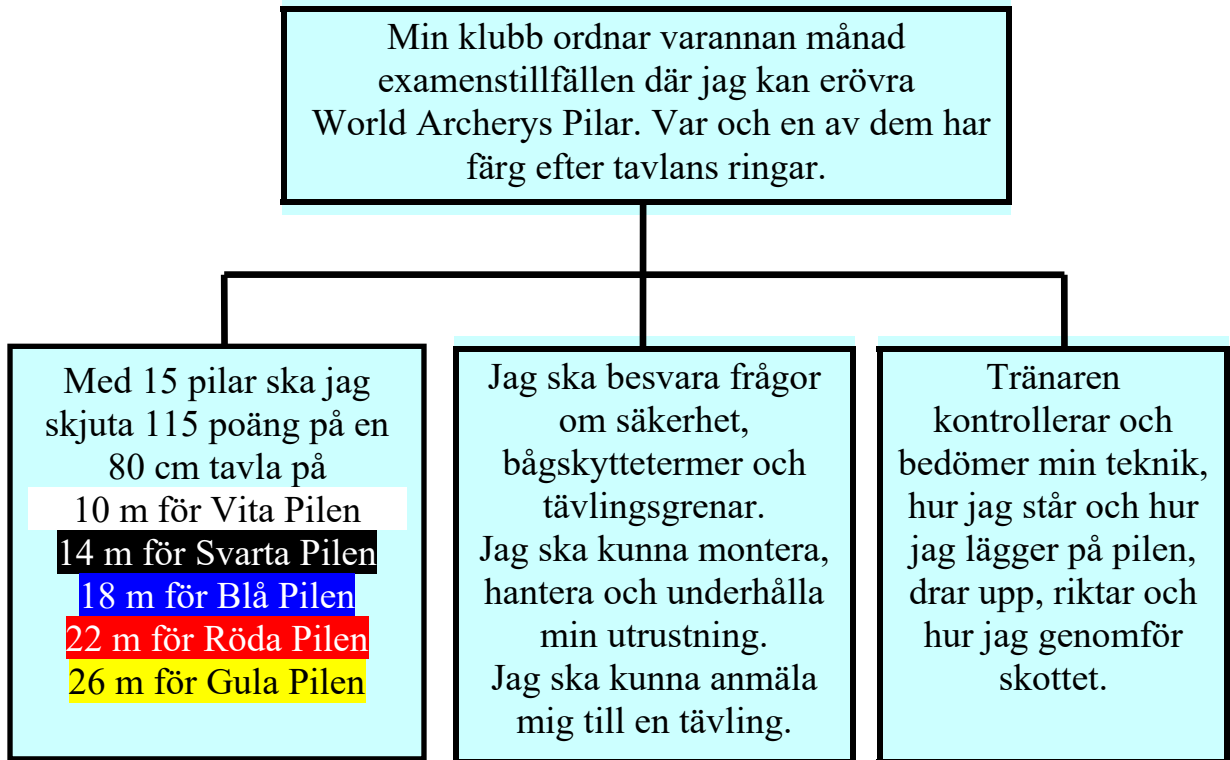 Min klubb ordnar varannan månad
examenstillfällen där jag kan erövra
World Archerys Pilar. Var och en av dem har
färg efter tavlans ringar.
Med 15 pilar ska jag
skjuta 115 poäng på en
80 cm tavla på
10 m för Vita Pilen
14 m för Svarta Pilen
18 m för Blå Pilen
22 m för Röda Pilen
26 m för Gula Pilen
Jag ska besvara frågor
om säkerhet,
bågskyttetermer och
tävlingsgrenar.
Jag ska kunna montera,
hantera och underhålla
min utrustning.
Jag ska kunna anmäla
mig till en tävling.
Tränaren
kontrollerar och
bedömer min teknik,
hur jag står och hur
jag lägger på pilen,
drar upp, riktar och
hur jag genomför
skottet.